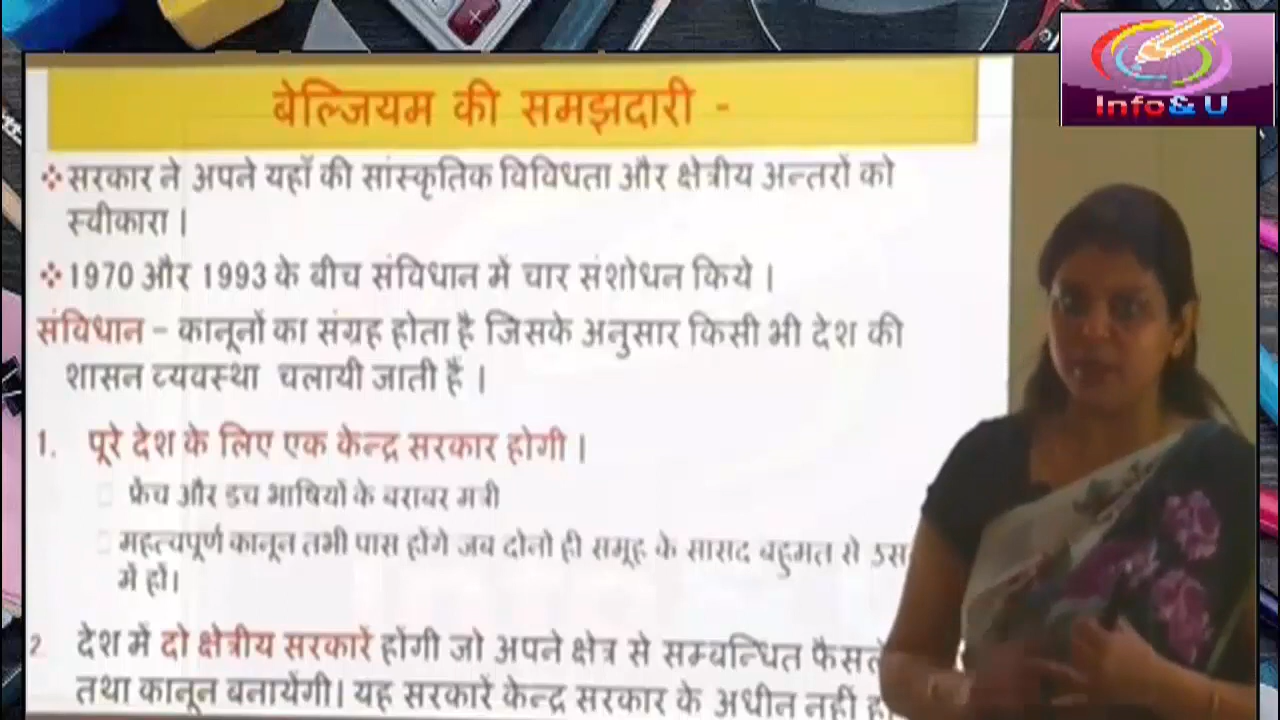 Info & U
बेल्जियम की समझदारी -
सरकार ने अपने यहाँ की सांस्कृतिक विविधता और क्षेत्रीय अन्तरों को
स्वीकारा ।
1970 और 1993 के बीच संविधान में चार संशोधन किये ।
संविधान – कानूनों का संग्रह होता है जिसके अनुसार किसी भी देश की
शासन व्यवस्था चलायी जाती है ।
1. पूरे देश के लिए एक केन्द्र सरकार होगी ।
फ्रेंच और डच भाषियों के बराबर मंत्री
महत्वपूर्ण कानून तभी पास होंगे जब दोनो ही समूह के सांसद बहुमत से
में हों।
2. देश में दो क्षेत्रीय सरकारें होंगी जो अपने क्षेत्र से सम्बन्धित
तथा कानून बनायेंगी। यह सरकारें केन्द्र सरकार के अधीन नहीं